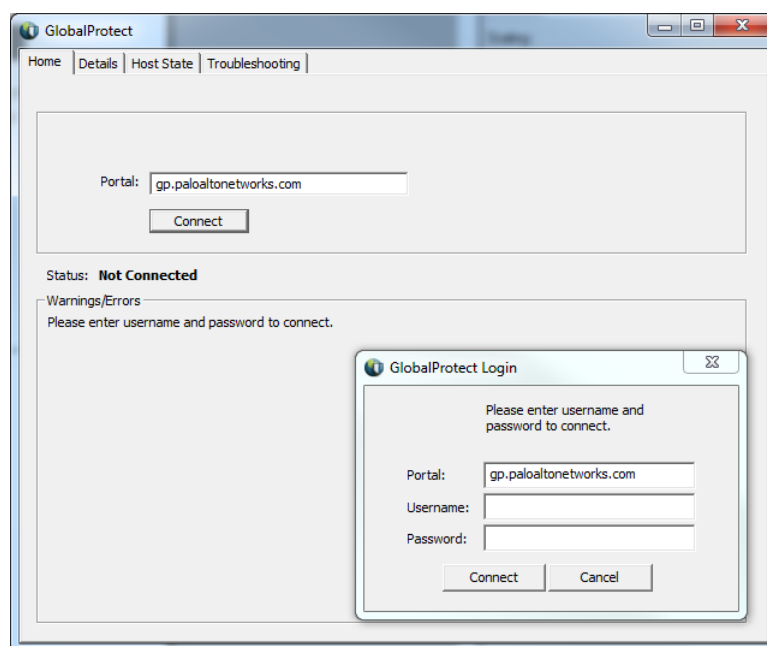 GlobalProtect
Home Details Host State Troubleshooting
Portal: gp.paloaltonetworks.com
Connect
Status: Not Connected
Warnings/Errors
Please enter username and password to connect.
GlobalProtect Login
Please enter username and
password to connect.
Portal: gp.paloaltonetworks.com
Username:
Password:
Connect Cancel